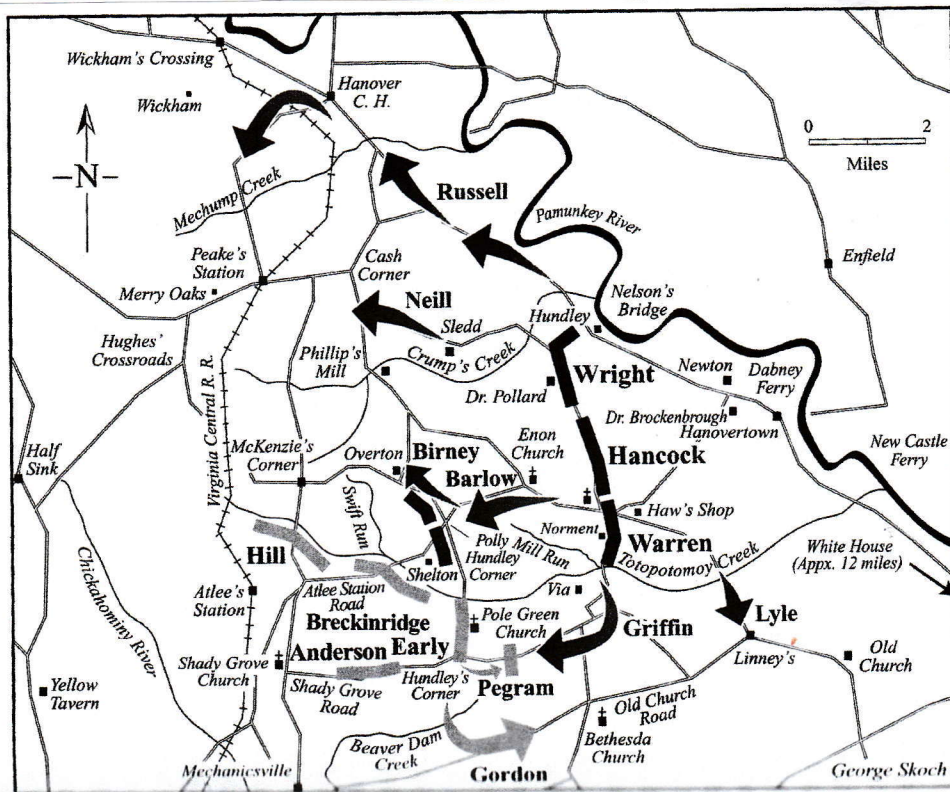 Wickham's Crossing
Wickham
Hanover
C. H.
-N-
0
2
Miles
Mechump Creek
Russell
Pamunkey River
Enfield
Peake's
Station
Cash
Corner
Merry Oaks
Neill
Sledd
Hundley
Nelson's
Bridge
Hughes'
Crossroads
Phillip's
Mill
Crump's Creek
Wright
Newton
Dabney
Ferry
Dr. Pollard
Dr. Brockenbrough
Hanovertown
Virginia Central R. R.
Half
Sink
McKenzie's
Corner
Overton
Birney
Enon
Church
Hancock
New Castle
Ferry
Barlow
Swift Run
Haw's Shop
Norment
Warren
Polly
Hundley
Corner
Mill Run
Totopotomoy Creek
White House
(Appx. 12 miles)
Hill
Shelton
Chickahominy River
Atlee's
Station
Atlee Station
Road
Via
Lyle
Breckinridge
Pole Green
Church
Griffin
Anderson
Early
Linney's
Old
Church
Shady Grove
Church
Shady Grove
Road
Hundley's
Corner
Pegram
Yellow
Tavern
Old Church
Road
Bethesda
Church
Beaver Dam
Creek
Mechanicsville
Gordon
George Skoch